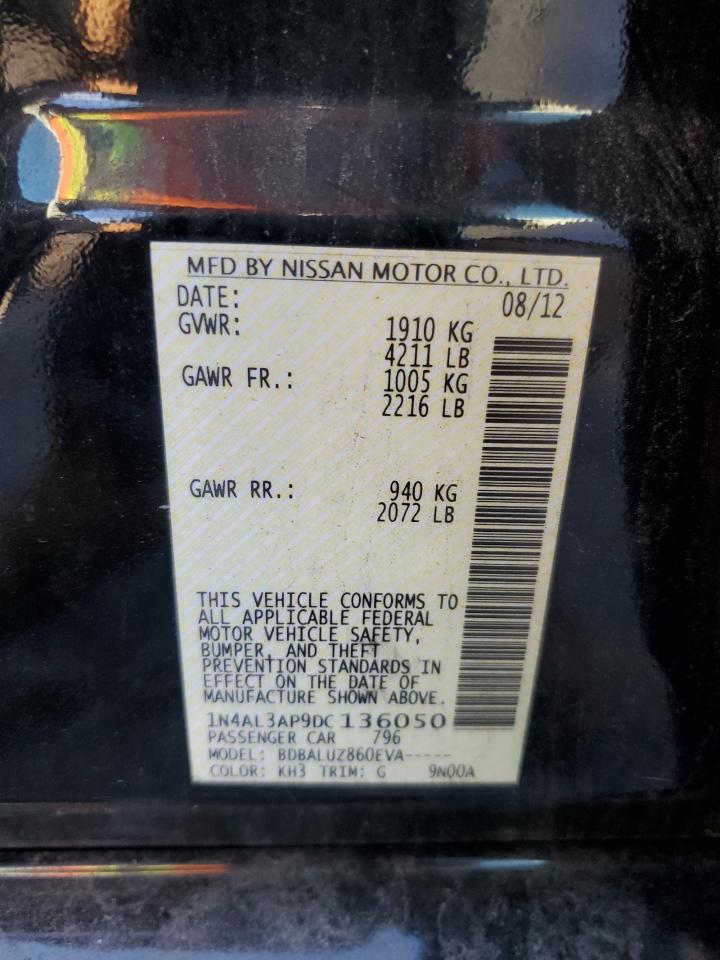 MFD BY NISSAN MOTOR CO., LTD.
DATE: 08/12
GVWR: 1910 KG
4211 LB
GAWR FR.: 1005 KG
2216 LB
GAWR RR.: 940 KG
2072 LB
THIS VEHICLE CONFORMS TO
ALL APPLICABLE FEDERAL
MOTOR VEHICLE SAFETY,
BUMPER, AND THEFT
PREVENTION STANDARDS IN
EFFECT ON THE DATE OF
MANUFACTURE SHOWN ABOVE.
1N4AL3AP9DC 136050
PASSENGER CAR 796
MODEL: BDBALUZ860EVA-----
COLOR: KH3 TRIM: G 9N00A